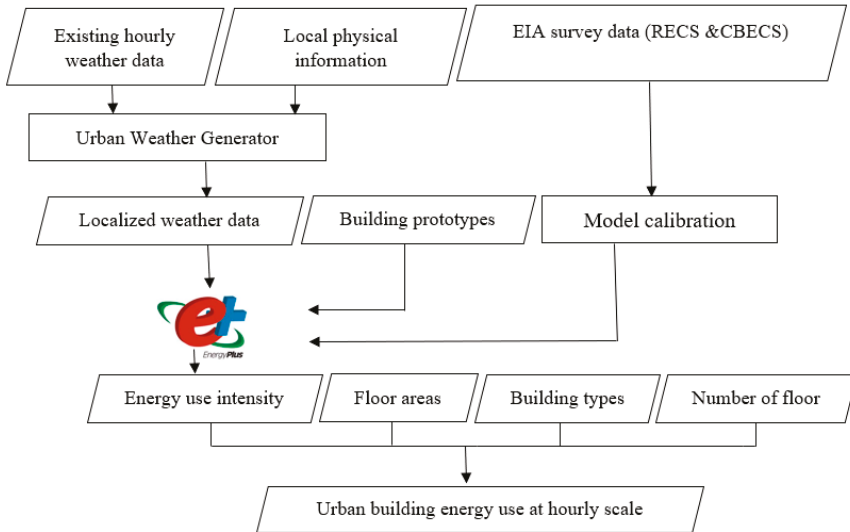 Existing hourly
weather data
Local physical
information
EIA survey data (RECS &CBECS)
Urban Weather Generator
Localized weather data
Building prototypes
Model calibration
e+
EnergyPlus
Energy use intensity
Floor areas
Building types
Number of floor
Urban building energy use at hourly scale